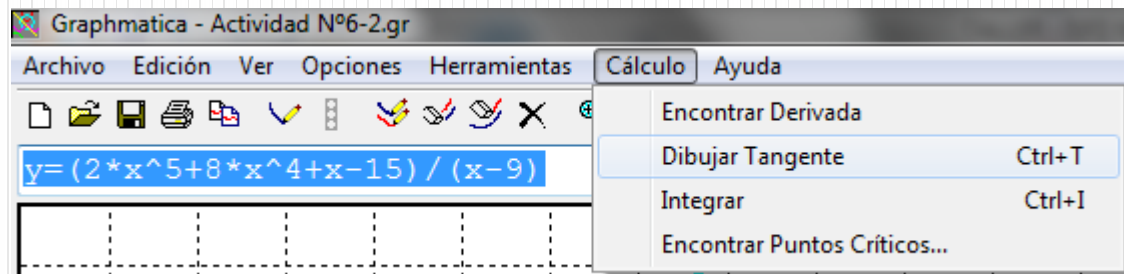 Graphmatica - Actividad Nº6-2.gr
Archivo Edición Ver Opciones Herramientas Cálculo Ayuda
Encontrar Derivada
Dibujar Tangente Ctrl+T
y=(2*x^5+8*x^4+x-15)/(x-9)
Integrar Ctrl+I
Encontrar Puntos Críticos...